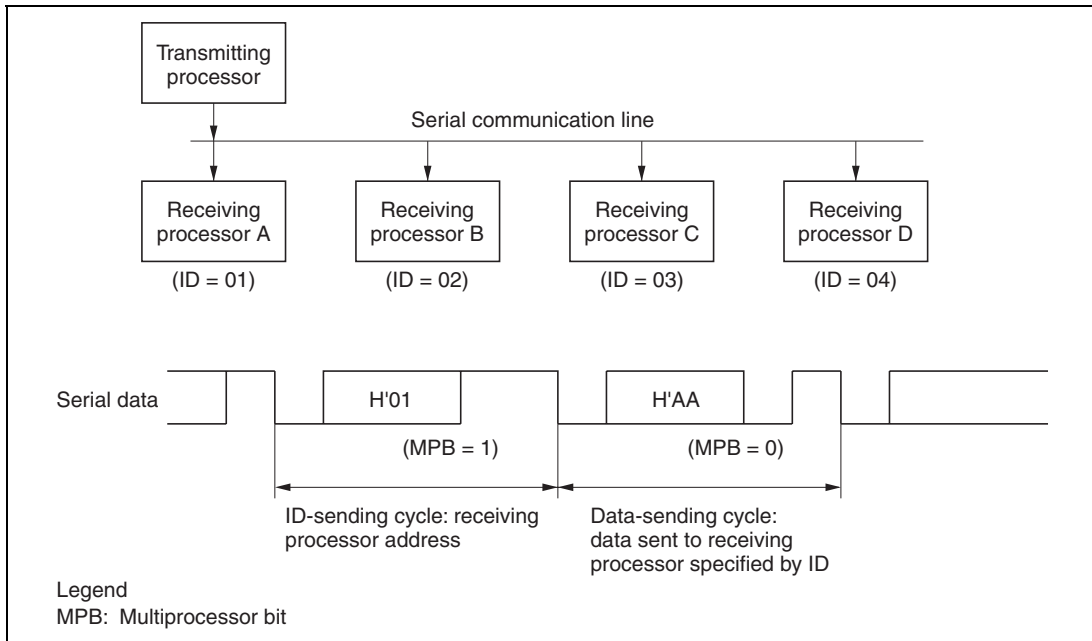 Transmitting
processor
Serial communication line
Receiving
processor A
Receiving
processor B
Receiving
processor C
Receiving
processor D
(ID = 01)
(ID = 02)
(ID = 03)
(ID = 04)
Serial data
H'01
H'AA
(MPB = 1)
(MPB = 0)
ID-sending cycle: receiving
processor address
Data-sending cycle:
data sent to receiving
processor specified by ID
Legend
MPB: Multiprocessor bit